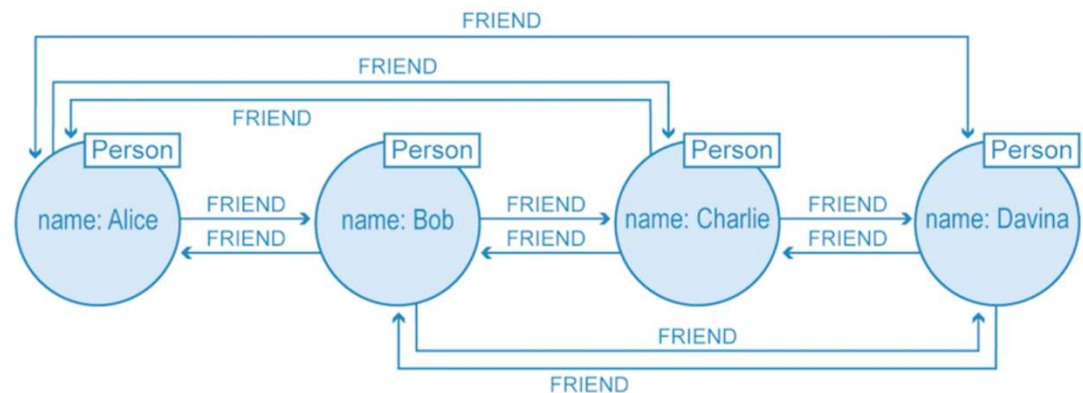 FRIEND
FRIEND
FRIEND
Person
Person
Person
Person
name: Alice
FRIEND
FRIEND
name: Bob
FRIEND
FRIEND
name: Charlie
FRIEND
FRIEND
name: Davina
FRIEND
FRIEND